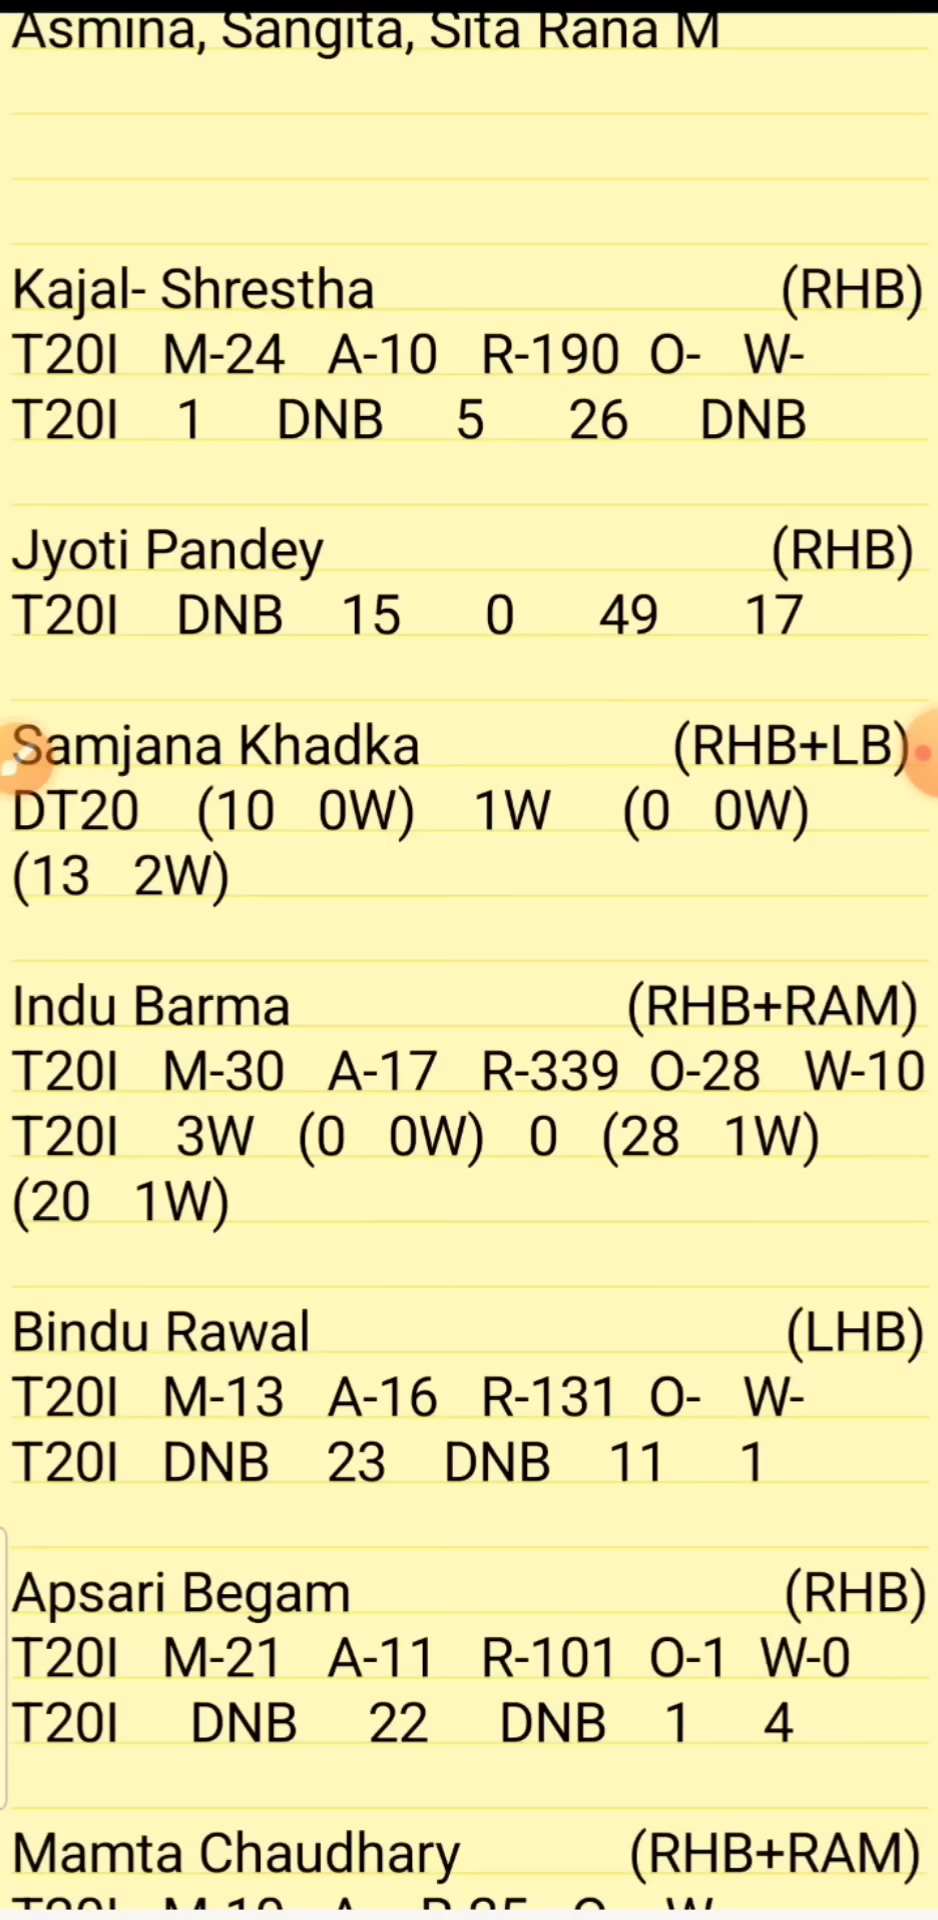 Asmina, Sangita, Sita Rana M
Kajal- Shrestha (RHB)
T20I M-24 A-10 R-190 O- W-
T20I 1 DNB 5 26 DNB
Jyoti Pandey (RHB)
T20I DNB 15 0 49 17
Samjana Khadka (RHB+LB)
DT20 (10 0W) 1W (0 0W)
(13 2W)
Indu Barma (RHB+RAM)
T20I M-30 A-17 R-339 O-28 W-10
T20I 3W (0 0W) 0 (28 1W)
(20 1W)
Bindu Rawal (LHB)
T20I M-13 A-16 R-131 O- W-
T20I DNB 23 DNB 11 1
Apsari Begam (RHB)
T20I M-21 A-11 R-101 O-1 W-0
T20I DNB 22 DNB 1 4
Mamta Chaudhary (RHB+RAM)